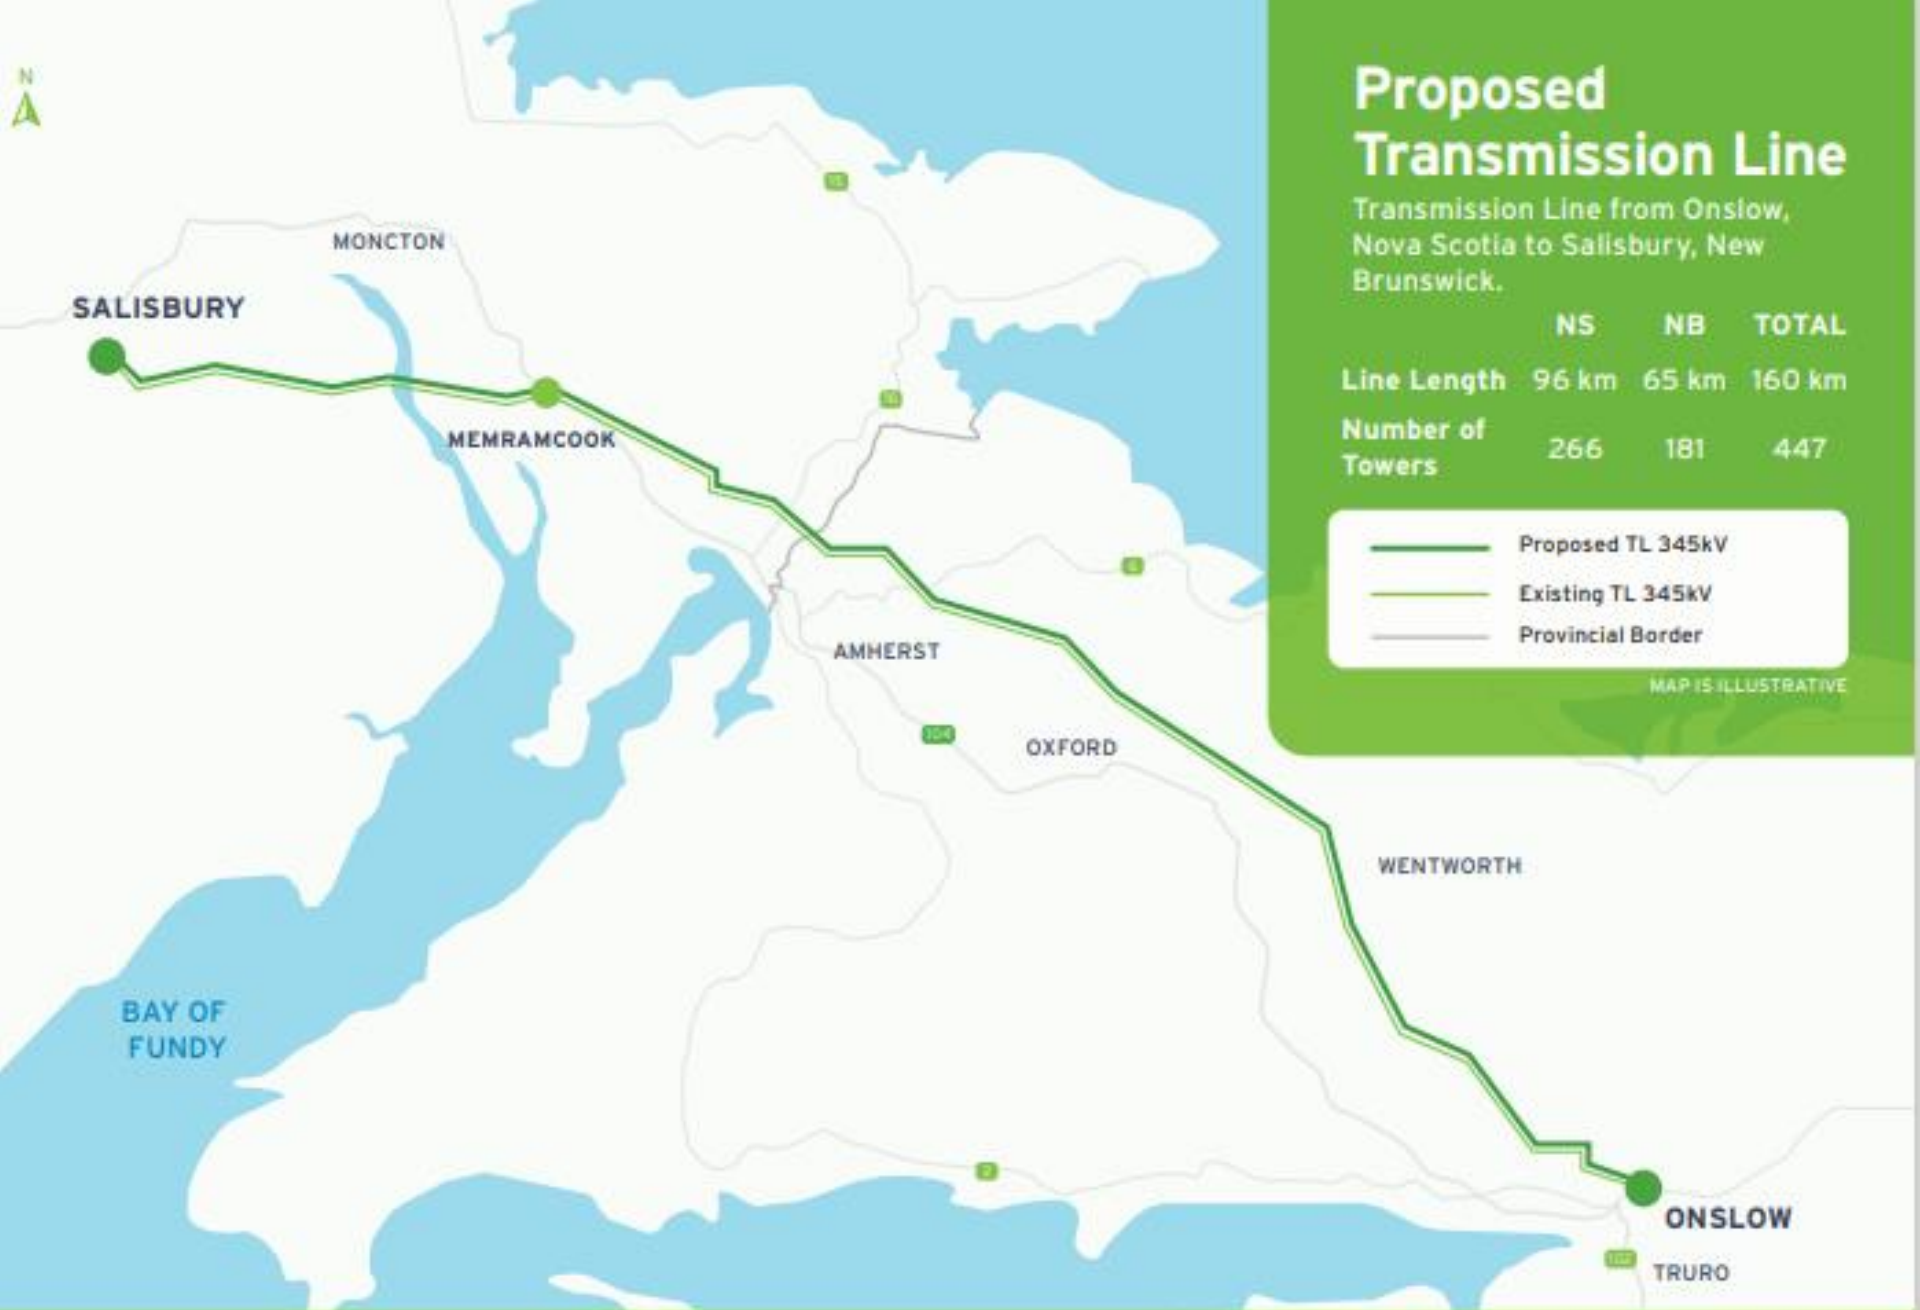 N
Proposed
Transmission Line
Transmission Line from Onslow,
Nova Scotia to Salisbury, New
Brunswick.
NS NB TOTAL
Line Length 96 km 65 km 160 km
Number of
Towers 266 181 447
Proposed TL 345kV
Existing TL 345kV
Provincial Border
MAP IS ILLUSTRATIVE
15
MONCTON
SALISBURY
MEMRAMCOOK
AMHERST
104
OXFORD
WENTWORTH
BAY OF
FUNDY
2
ONSLOW
102
TRURO